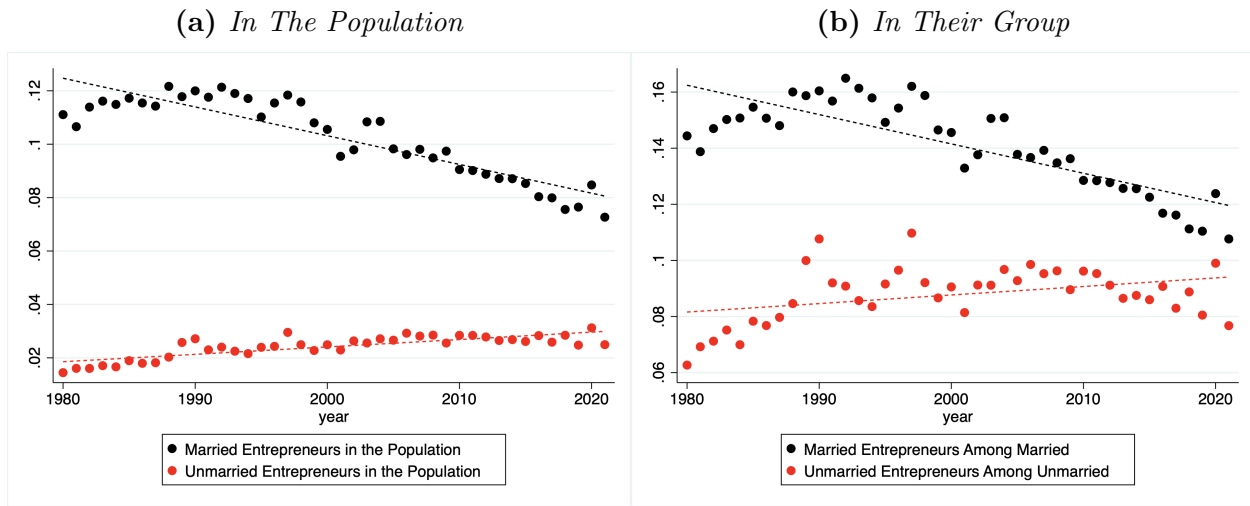 (a) In The Population
.12
.1
.08
.06
.04
.02
1980 1990 2000 2010 2020
year
Married Entrepreneurs in the Population
Unmarried Entrepreneurs in the Population
(b) In Their Group
.16
.14
.12
.1
.08
.06
1980 1990 2000 2010 2020
year
Married Entrepreneurs Among Married
Unmarried Entrepreneurs Among Unmarried